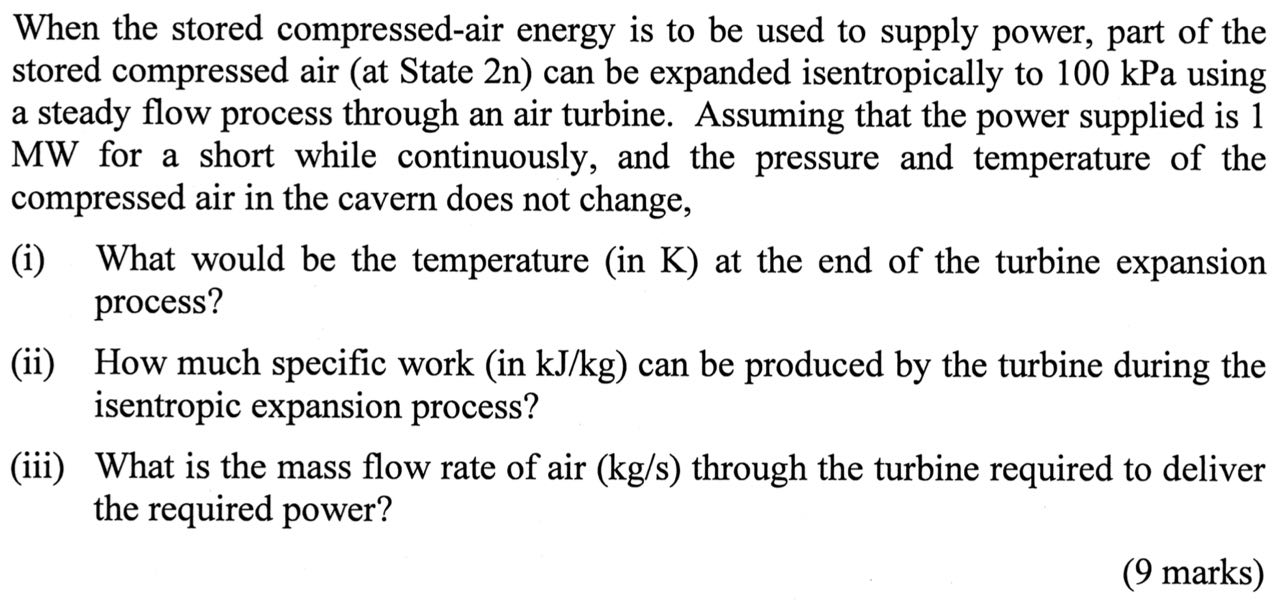 When the stored compressed-air energy is to be used to supply power, part of the
stored compressed air (at State 2n) can be expanded isentropically to 100 kPa using
a steady flow process through an air turbine. Assuming that the power supplied is 1
MW for a short while continuously, and the pressure and temperature of the
compressed air in the cavern does not change,
(i) What would be the temperature (in K) at the end of the turbine expansion
process?
(ii) How much specific work (in kJ/kg) can be produced by the turbine during the
isentropic expansion process?
(iii) What is the mass flow rate of air (kg/s) through the turbine required to deliver
the required power?
(9 marks)